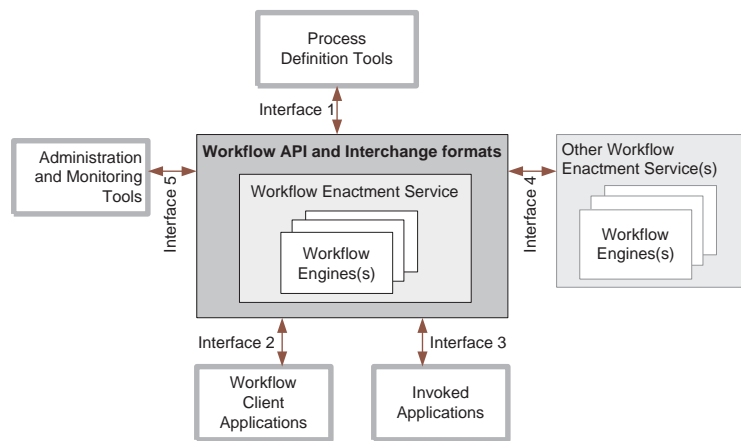 Process
Definition Tools
Interface 1
Administration
and Monitoring
Tools
Interface 5
Workflow API and Interchange formats
Workflow Enactment Service
Workflow
Engines(s)
Interface 4
Other Workflow
Enactment Service(s)
Workflow
Engines(s)
Interface 2
Interface 3
Workflow
Client
Applications
Invoked
Applications